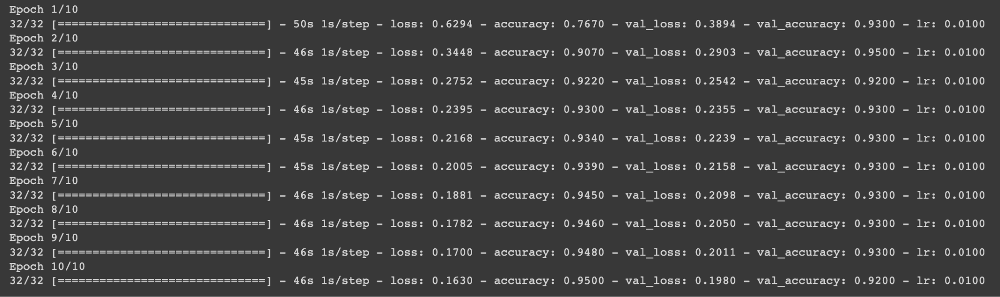 Epoch 1/10
32/32 [==============================] - 50s 1s/step - loss: 0.6294 - accuracy: 0.7670 - val_loss: 0.3894 - val_accuracy: 0.9300 - lr: 0.0100
Epoch 2/10
32/32 [==============================] - 46s 1s/step - loss: 0.3448 - accuracy: 0.9070 - val_loss: 0.2903 - val_accuracy: 0.9500 - lr: 0.0100
Epoch 3/10
32/32 [==============================] - 45s 1s/step - loss: 0.2752 - accuracy: 0.9220 - val_loss: 0.2542 - val_accuracy: 0.9200 - lr: 0.0100
Epoch 4/10
32/32 [==============================] - 46s 1s/step - loss: 0.2395 - accuracy: 0.9300 - val_loss: 0.2355 - val_accuracy: 0.9300 - lr: 0.0100
Epoch 5/10
32/32 [==============================] - 45s 1s/step - loss: 0.2168 - accuracy: 0.9340 - val_loss: 0.2239 - val_accuracy: 0.9300 - lr: 0.0100
Epoch 6/10
32/32 [==============================] - 45s 1s/step - loss: 0.2005 - accuracy: 0.9390 - val_loss: 0.2158 - val_accuracy: 0.9300 - lr: 0.0100
Epoch 7/10
32/32 [==============================] - 46s 1s/step - loss: 0.1881 - accuracy: 0.9450 - val_loss: 0.2098 - val_accuracy: 0.9300 - lr: 0.0100
Epoch 8/10
32/32 [==============================] - 46s 1s/step - loss: 0.1782 - accuracy: 0.9460 - val_loss: 0.2050 - val_accuracy: 0.9300 - lr: 0.0100
Epoch 9/10
32/32 [==============================] - 46s 1s/step - loss: 0.1700 - accuracy: 0.9480 - val_loss: 0.2011 - val_accuracy: 0.9300 - lr: 0.0100
Epoch 10/10
32/32 [==============================] - 46s 1s/step - loss: 0.1630 - accuracy: 0.9500 - val_loss: 0.1980 - val_accuracy: 0.9200 - lr: 0.0100